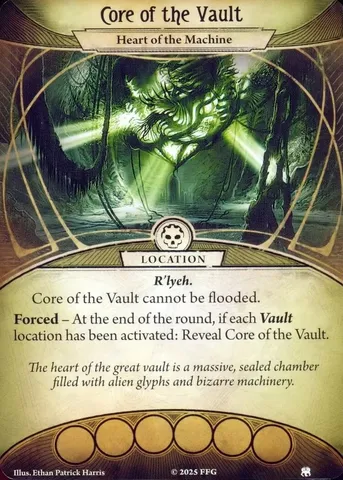 Core of the Vault
Heart of the Machine
LOCATION
R'lyeh.
Core of the Vault cannot be flooded.
Forced – At the end of the round, if each Vault
location has been activated: Reveal Core of the Vault.
The heart of the great vault is a massive, sealed chamber
filled with alien glyphs and bizarre machinery.
Illus. Ethan Patrick Harris
© 2025 FFG